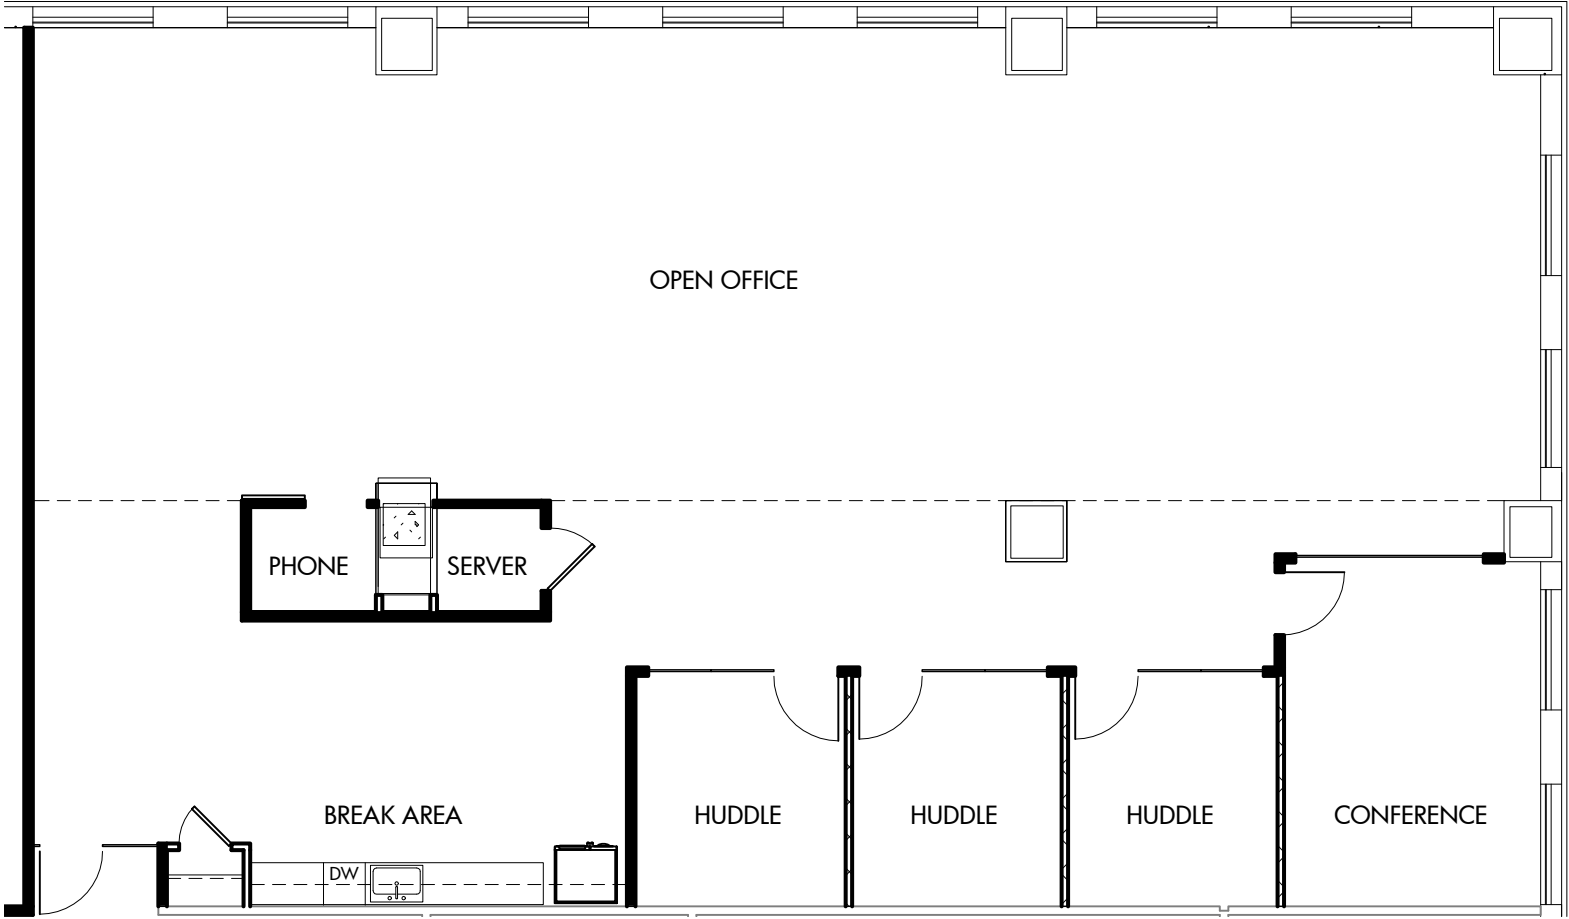 OPEN OFFICE
PHONE
SERVER
BREAK AREA
HUDDLE
HUDDLE
HUDDLE
CONFERENCE
DW